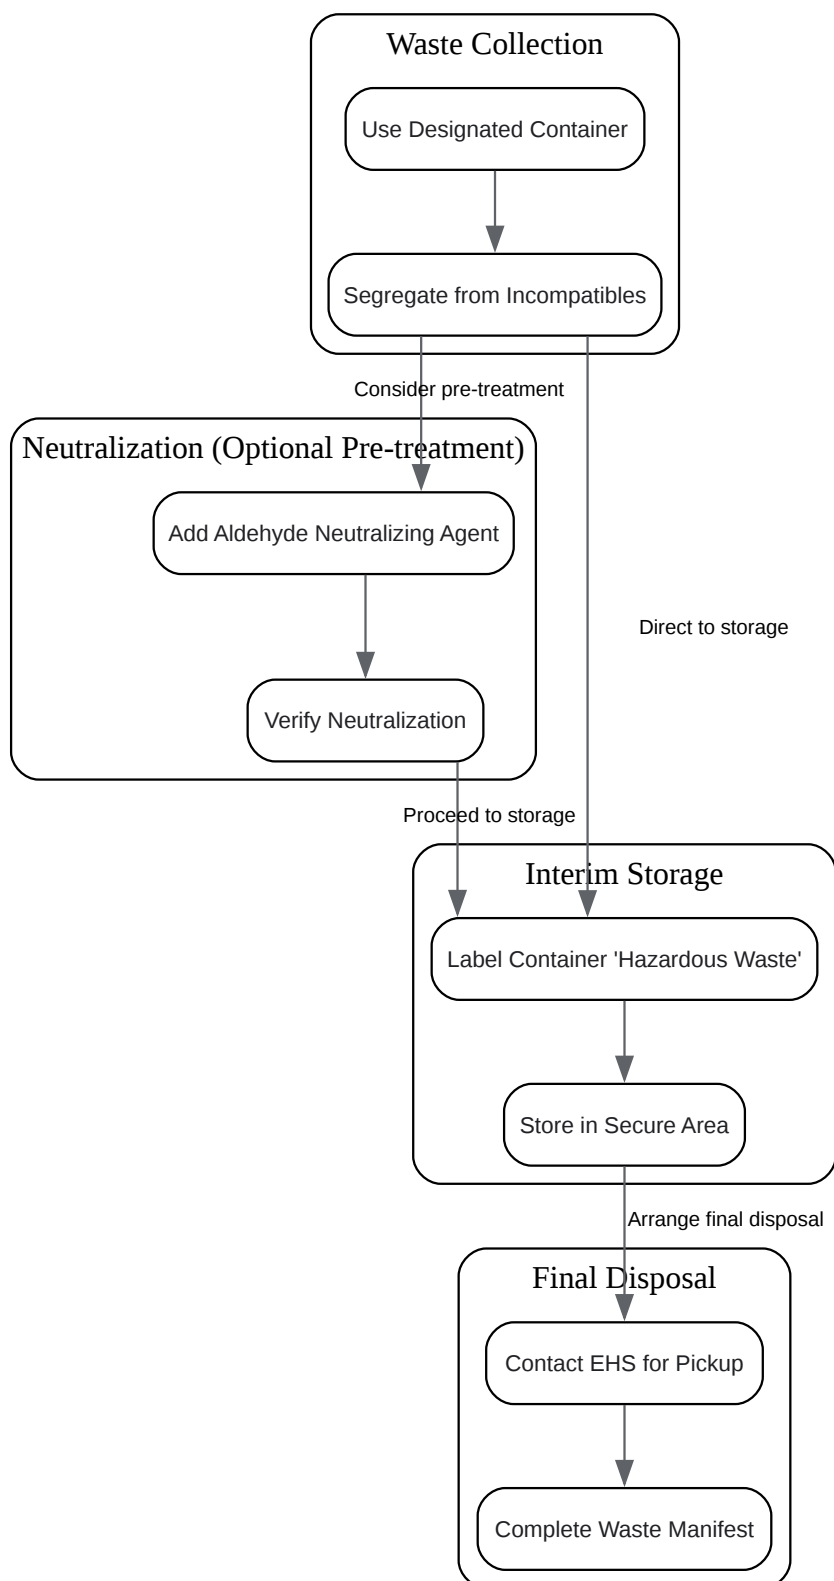 Waste Collection
Use Designated Container
Segregate from Incompatibles
Consider pre-treatment
Neutralization (Optional Pre-treatment)
Add Aldehyde Neutralizing Agent
Direct to storage
Verify Neutralization
Proceed to storage
Interim Storage
Label Container 'Hazardous Waste'
Store in Secure Area
Arrange final disposal
Final Disposal
Contact EHS for Pickup
Complete Waste Manifest